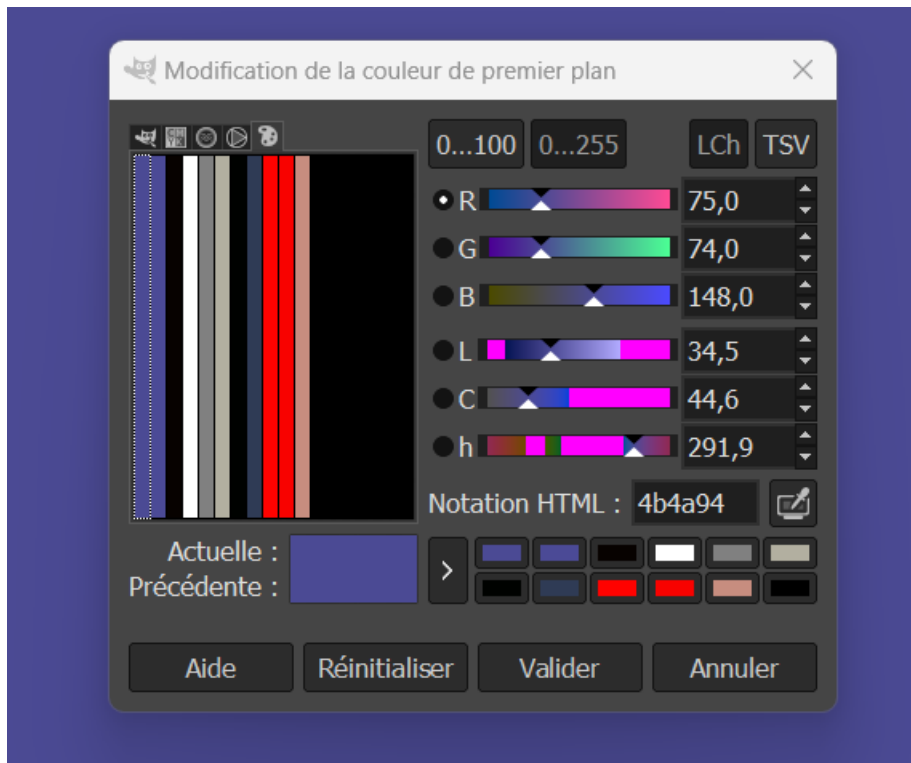 Modification de la couleur de premier plan
0...100 0...255 LCh TSV
R 75,0
G 74,0
B 148,0
L 34,5
C 44,6
h 291,9
Notation HTML : 4b4a94
Actuelle :
Précédente :
Aide Réinitialiser Valider Annuler